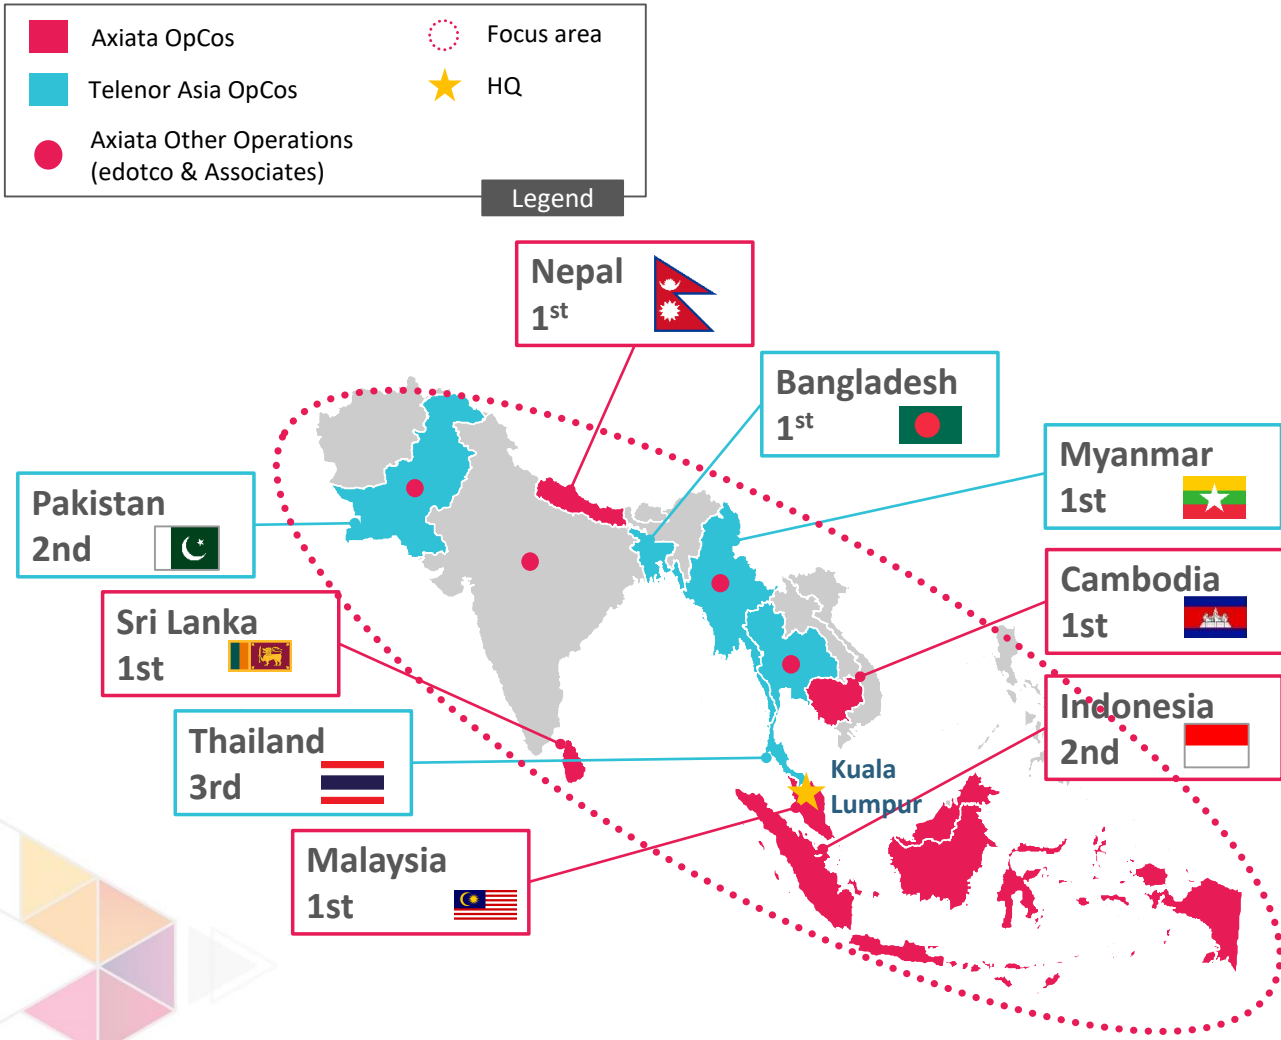 Axiata OpCos
Focus area
Telenor Asia OpCos
HQ
Axiata Other Operations
(edotco & Associates)
Legend
Nepal
1st
Bangladesh
1st
Myanmar
1st
Pakistan
2nd
Cambodia
1st
Sri Lanka
1st
Indonesia
2nd
Thailand
3rd
Kuala
Lumpur
Malaysia
1st